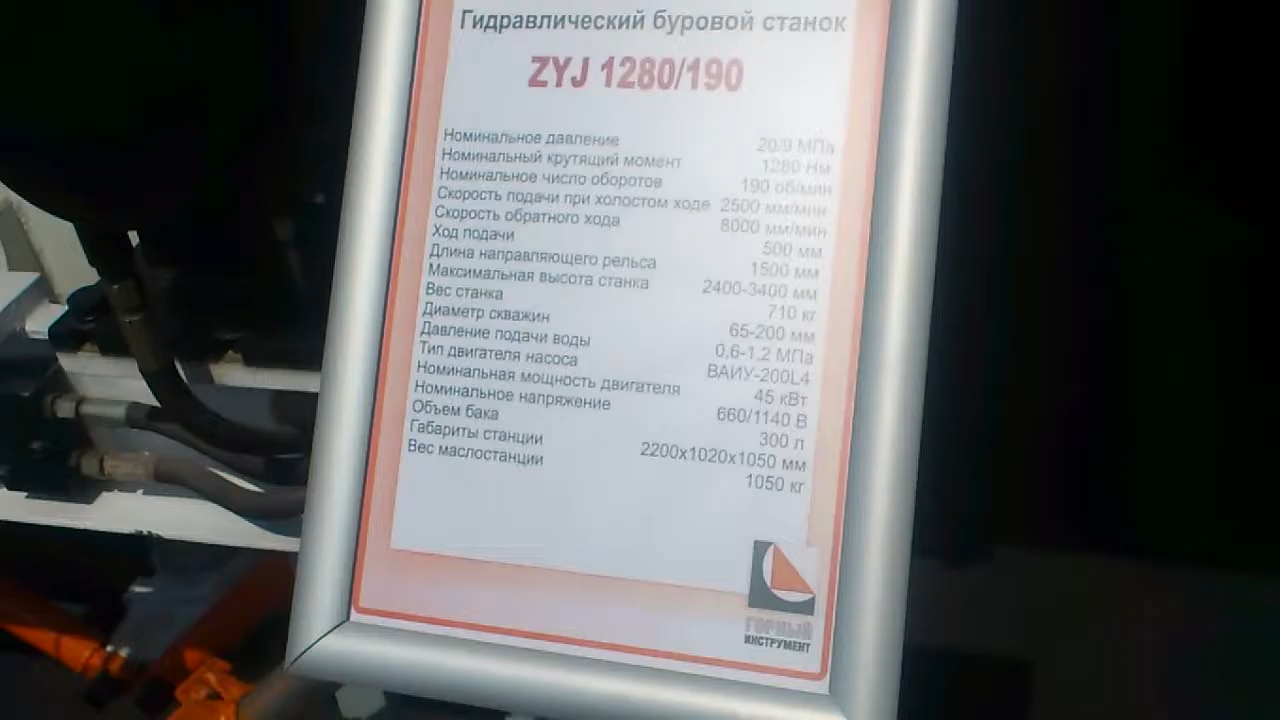 Гидравлический буровой станок
ZYJ 1280/190
Номинальное давление 20/9 МПа
Номинальный крутящий момент 1280 Нм
Номинальное число оборотов 190 об/мин
Скорость подачи при холостом ходе 2500 мм/мин
Скорость обратного хода 8000 мм/мин
Ход подачи 500 мм
Длина направляющего рельса 1500 мм
Максимальная высота станка 2400-3400 мм
Вес станка 710 кг
Диаметр скважин 65-200 мм
Давление подачи воды 0,6-1,2 МПа
Тип двигателя насоса ВАИУ-200L4
Номинальная мощность двигателя 45 кВт
Номинальное напряжение 660/1140 В
Объем бака 300 л
Габариты станции 2200х1020х1050 мм
Вес маслостанции 1050 кг
ГОРНЫЙ
ИНСТРУМЕНТ